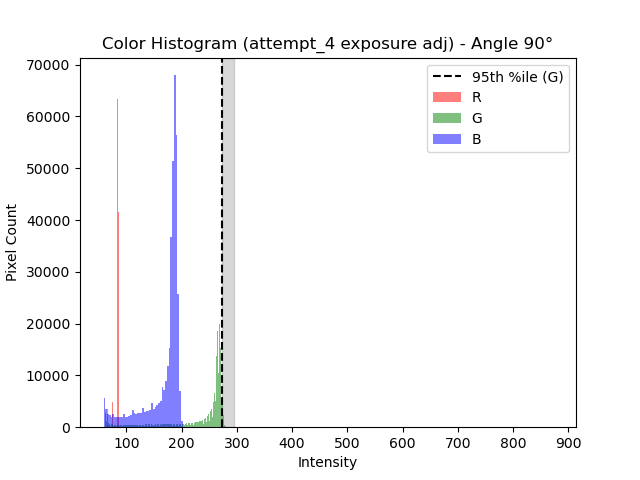 Color Histogram (attempt_4 exposure adj) - Angle 90°
70000
60000
50000
40000
30000
20000
10000
0
Pixel Count
95th %ile (G)
R
G
B
100 200 300 400 500 600 700 800 900
Intensity